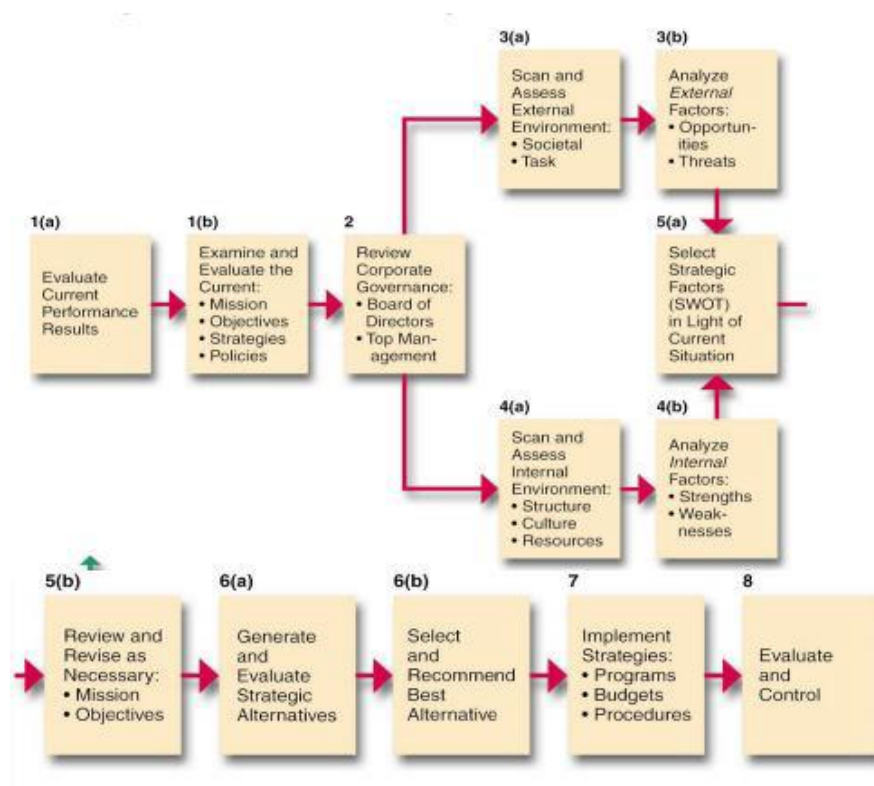 3(a)
Scan and
Assess
External
Environment:
• Societal
• Task
3(b)
Analyze
External
Factors:
• Opportun-
ities
• Threats
1(a)
Evaluate
Current
Performance
Results
1(b)
Examine and
Evaluate the
Current:
• Mission
• Objectives
• Strategies
• Policies
2
Review
Corporate
Governance:
• Board of
Directors
• Top Man-
agement
5(a)
Select
Strategic
Factors
(SWOT)
in Light of
Current
Situation
4(a)
Scan and
Assess
Internal
Environment:
• Structure
• Culture
• Resources
4(b)
Analyze
Internal
Factors:
• Strengths
• Weak-
nesses
5(b)
Review and
Revise as
Necessary:
• Mission
• Objectives
6(a)
Generate
and
Evaluate
Strategic
Alternatives
6(b)
Select
and
Recommend
Best
Alternative
7
Implement
Strategies:
• Programs
• Budgets
• Procedures
8
Evaluate
and
Control